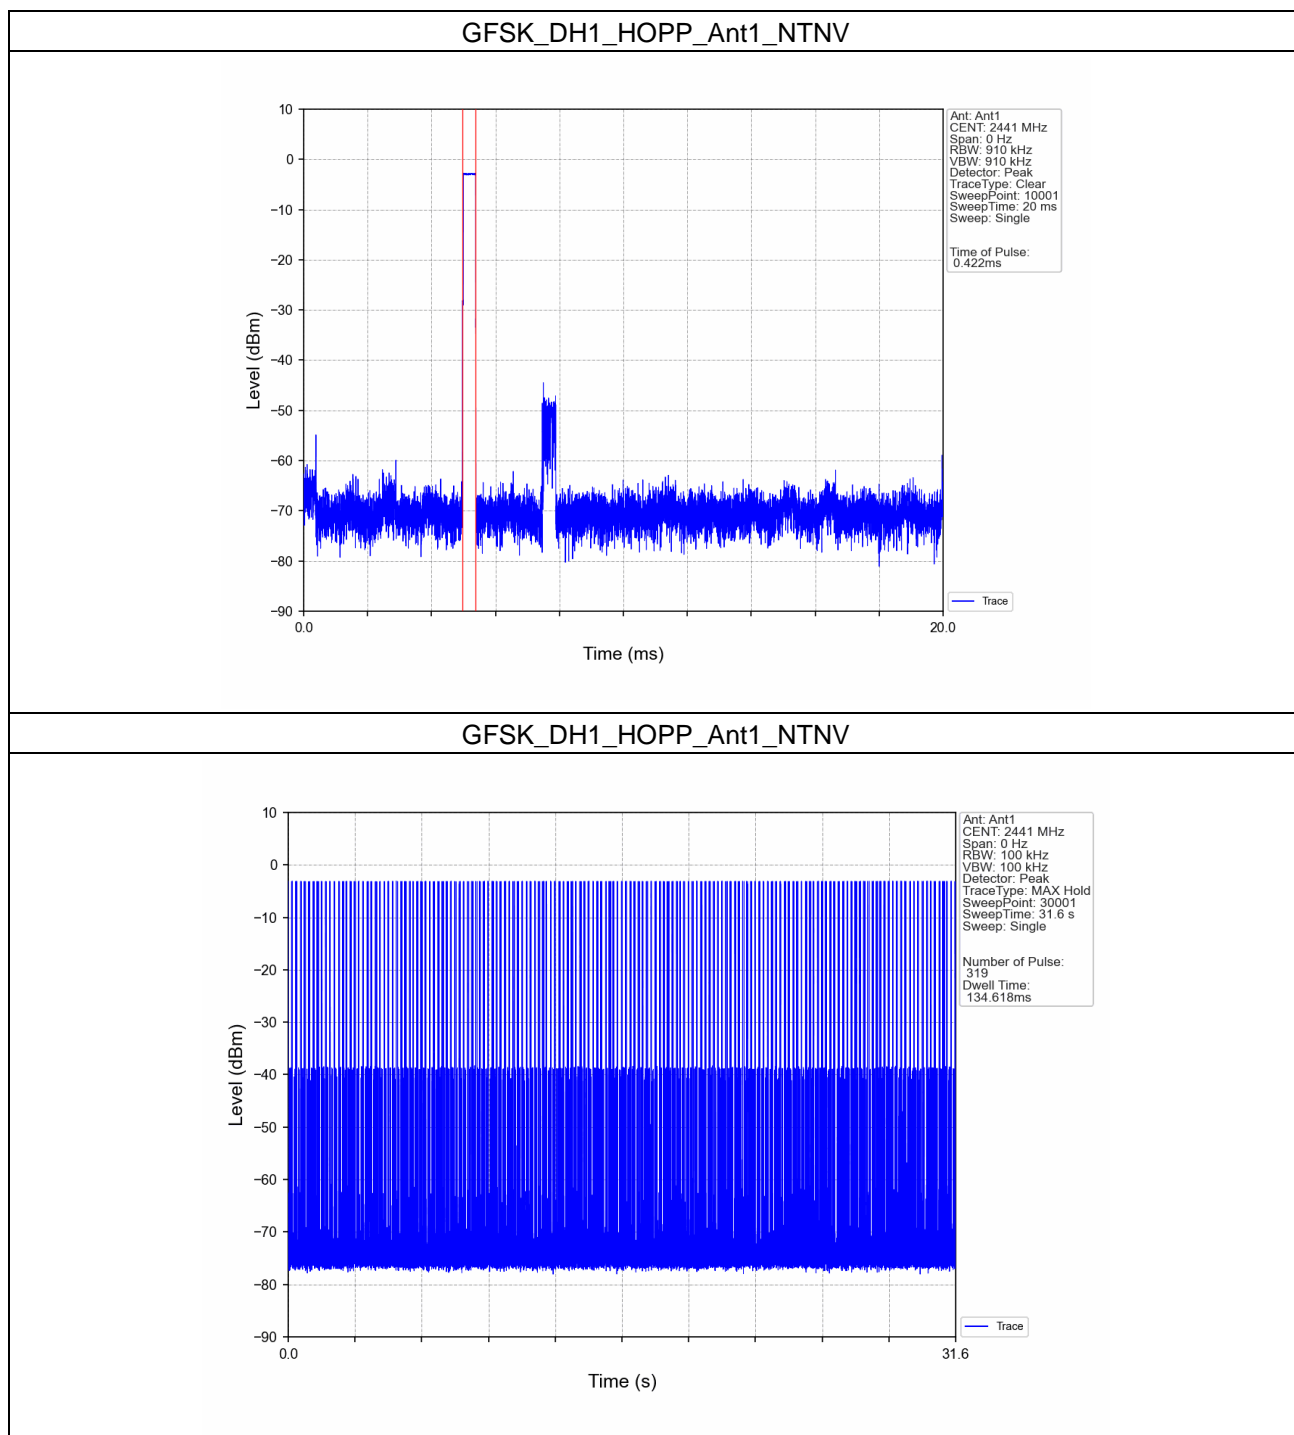 GFSK_DH1_HOPP_Ant1_NTNV
10
0
−10
−20
−30
−40
−50
−60
−70
−80
−90
Level (dBm)
0.0
20.0
Time (ms)
Ant: Ant1
CENT: 2441 MHz
Span: 0 Hz
RBW: 910 kHz
VBW: 910 kHz
Detector: Peak
TraceType: Clear
SweepPoint: 10001
SweepTime: 20 ms
Sweep: Single
Time of Pulse:
0.422ms
Trace
GFSK_DH1_HOPP_Ant1_NTNV
10
0
−10
−20
−30
−40
−50
−60
−70
−80
−90
Level (dBm)
0.0
31.6
Time (s)
Ant: Ant1
CENT: 2441 MHz
Span: 0 Hz
RBW: 100 kHz
VBW: 100 kHz
Detector: Peak
TraceType: MAX Hold
SweepPoint: 30001
SweepTime: 31.6 s
Sweep: Single
Number of Pulse:
319
Dwell Time:
134.618ms
Trace